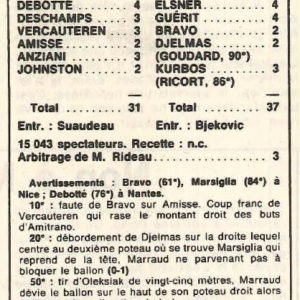 DEBOTTE 4 ELSNER 4
DESCHAMPS 3 GUÉRIT 4
VERCAUTEREN 3 BRAVO 2
AMISSE 2 DJELMAS 2
ANZIANI 3 (GOUDARD, 90°)
JOHNSTON 2 KURBOS 3
(RICORT, 86°)
Total 31 Total 37
Entr. : Suaudeau Entr. : Bjekovic
15 043 spectateurs. Recette : n.c.
Arbitrage de M. Rideau 3
Avertissements : Bravo (61°), Marsiglia (84°) à
Nice ; Debotté (76°) à Nantes.
10° : faute de Bravo sur Amisse. Coup franc de
Vercauteren qui rase le montant droit des buts
d'Amitrano.
20° : débordement de Djelmas sur la droite lequel
centre au deuxième poteau où se trouve Marsiglia qui
reprend de la tête, Marraud ne parvenant pas à
bloquer le ballon (0-1)
50° : tir d'Oleksiak de vingt-cinq mètres, Marraud
dévie le ballon sur le haut de son poteau droit alors